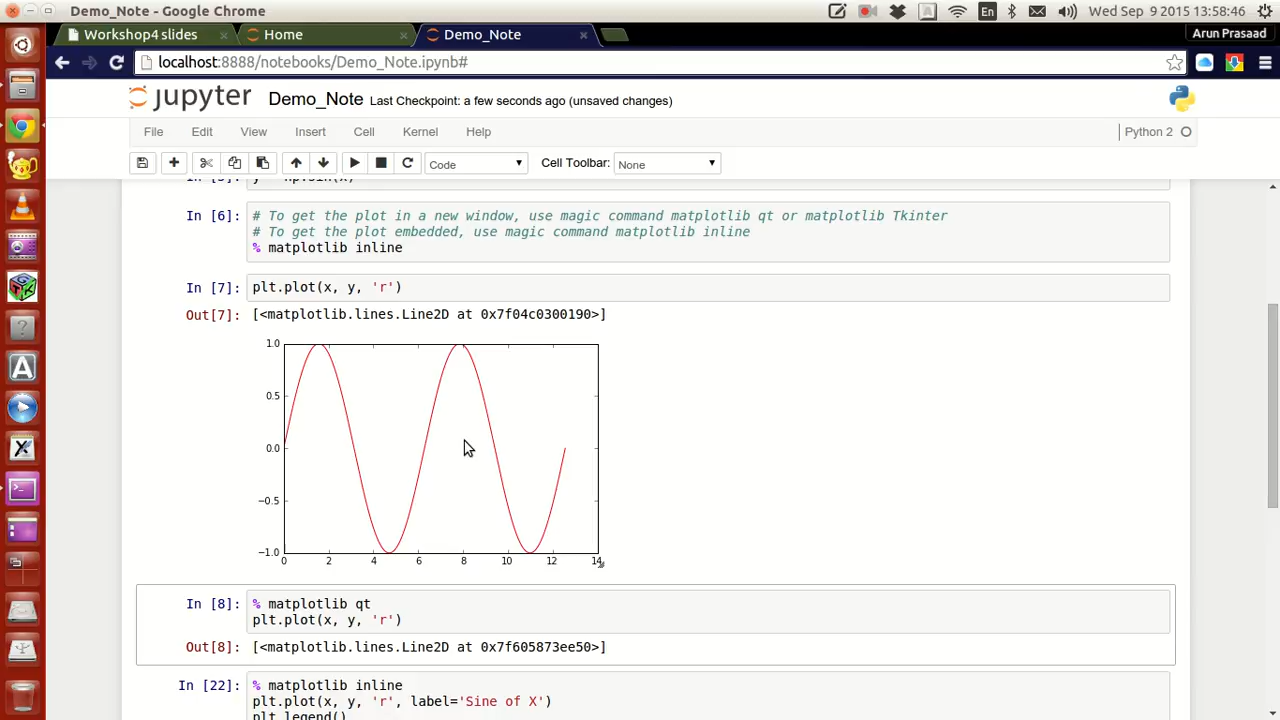 Demo_Note - Google Chrome
En
Wed Sep 9 2015 13:58:46
Workshop4 slides
Home
Demo_Note
Arun Prasaad
localhost:8888/notebooks/Demo_Note.ipynb#
jupyter
Demo_Note Last Checkpoint: a few seconds ago (unsaved changes)
File Edit View Insert Cell Kernel Help
Python 2
Code
Cell Toolbar: None
In [6]: # To get the plot in a new window, use magic command matplotlib qt or matplotlib Tkinter
# To get the plot embedded, use magic command matplotlib inline
% matplotlib inline
In [7]: plt.plot(x, y, 'r')
Out[7]: [<matplotlib.lines.Line2D at 0x7f04c0300190>]
1.0
0.5
0.0
−0.5
−1.0
0 2 4 6 8 10 12 14
In [8]: % matplotlib qt
plt.plot(x, y, 'r')
Out[8]: [<matplotlib.lines.Line2D at 0x7f605873ee50>]
In [22]: % matplotlib inline
plt.plot(x, y, 'r', label='Sine of X')
plt.legend()